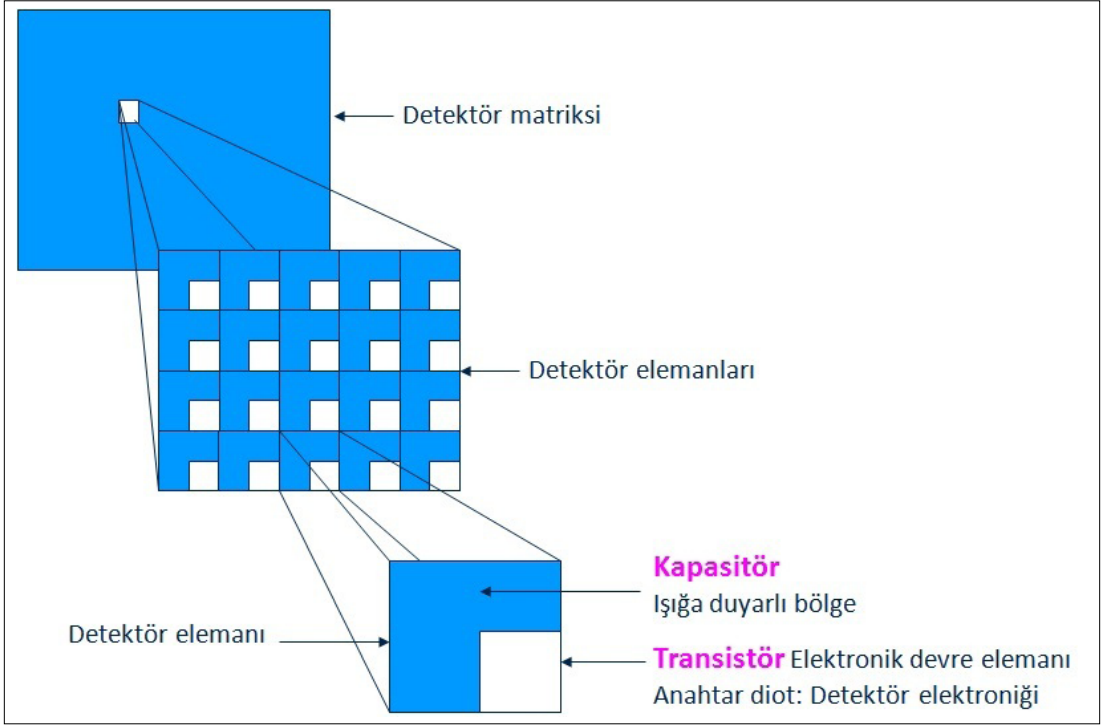 Detektör matriksi
Detektör elemanları
Kapasitör
Işığa duyarlı bölge
Detektör elemanı
Transistör Elektronik devre elemanı
Anahtar diot: Detektör elektroniği